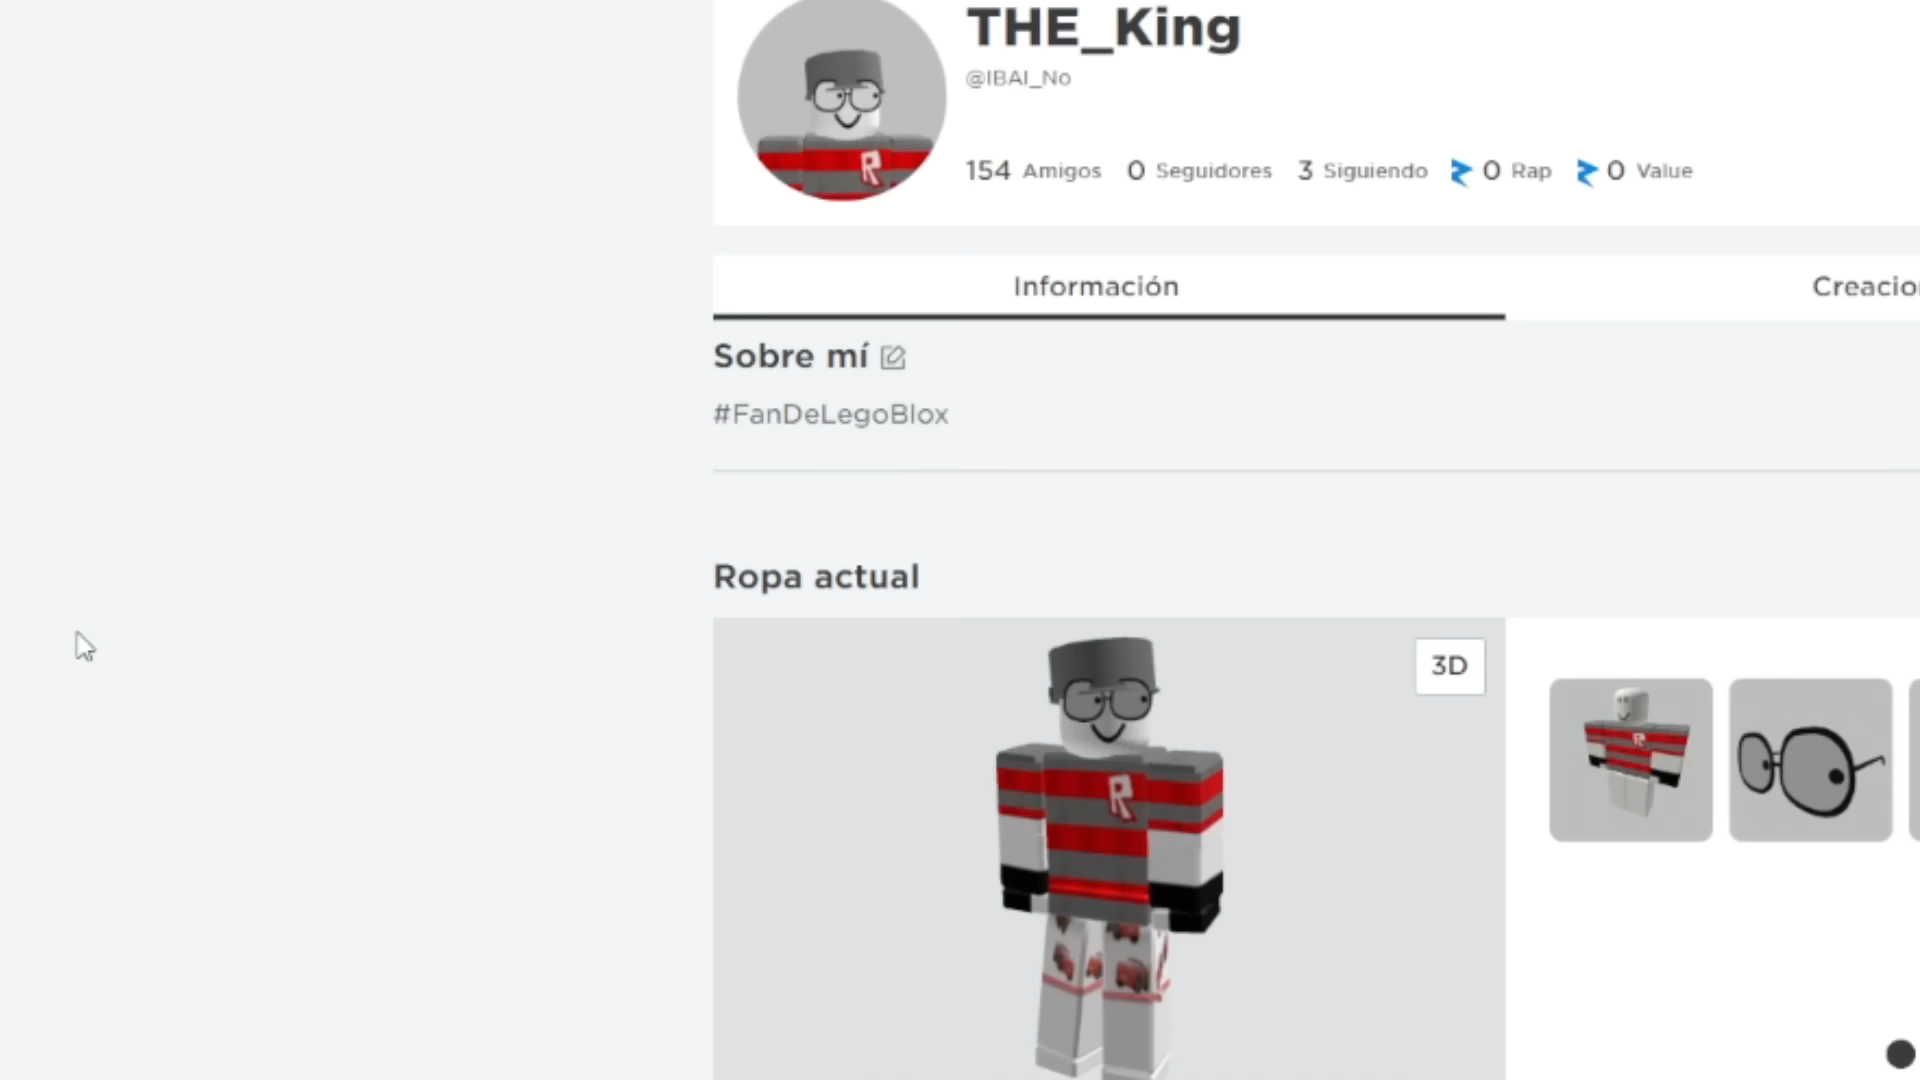 THE_King
@IBAI_No
154 Amigos 0 Seguidores 3 Siguiendo 0 Rap 0 Value
Información Creacio
Sobre mí
#FanDeLegoBlox
Ropa actual
3D
R
R
R